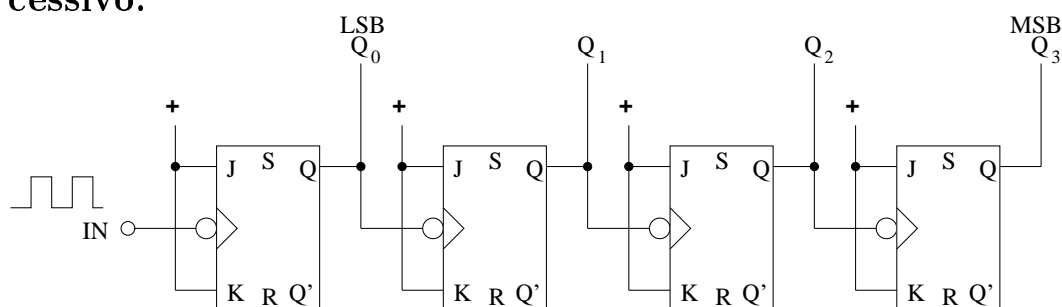 cessivo.
LSB MSB
Q0 Q1 Q2 Q3
+ + + +
J S Q J S Q J S Q J S Q
IN
K R Q' K R Q' K R Q' K R Q'